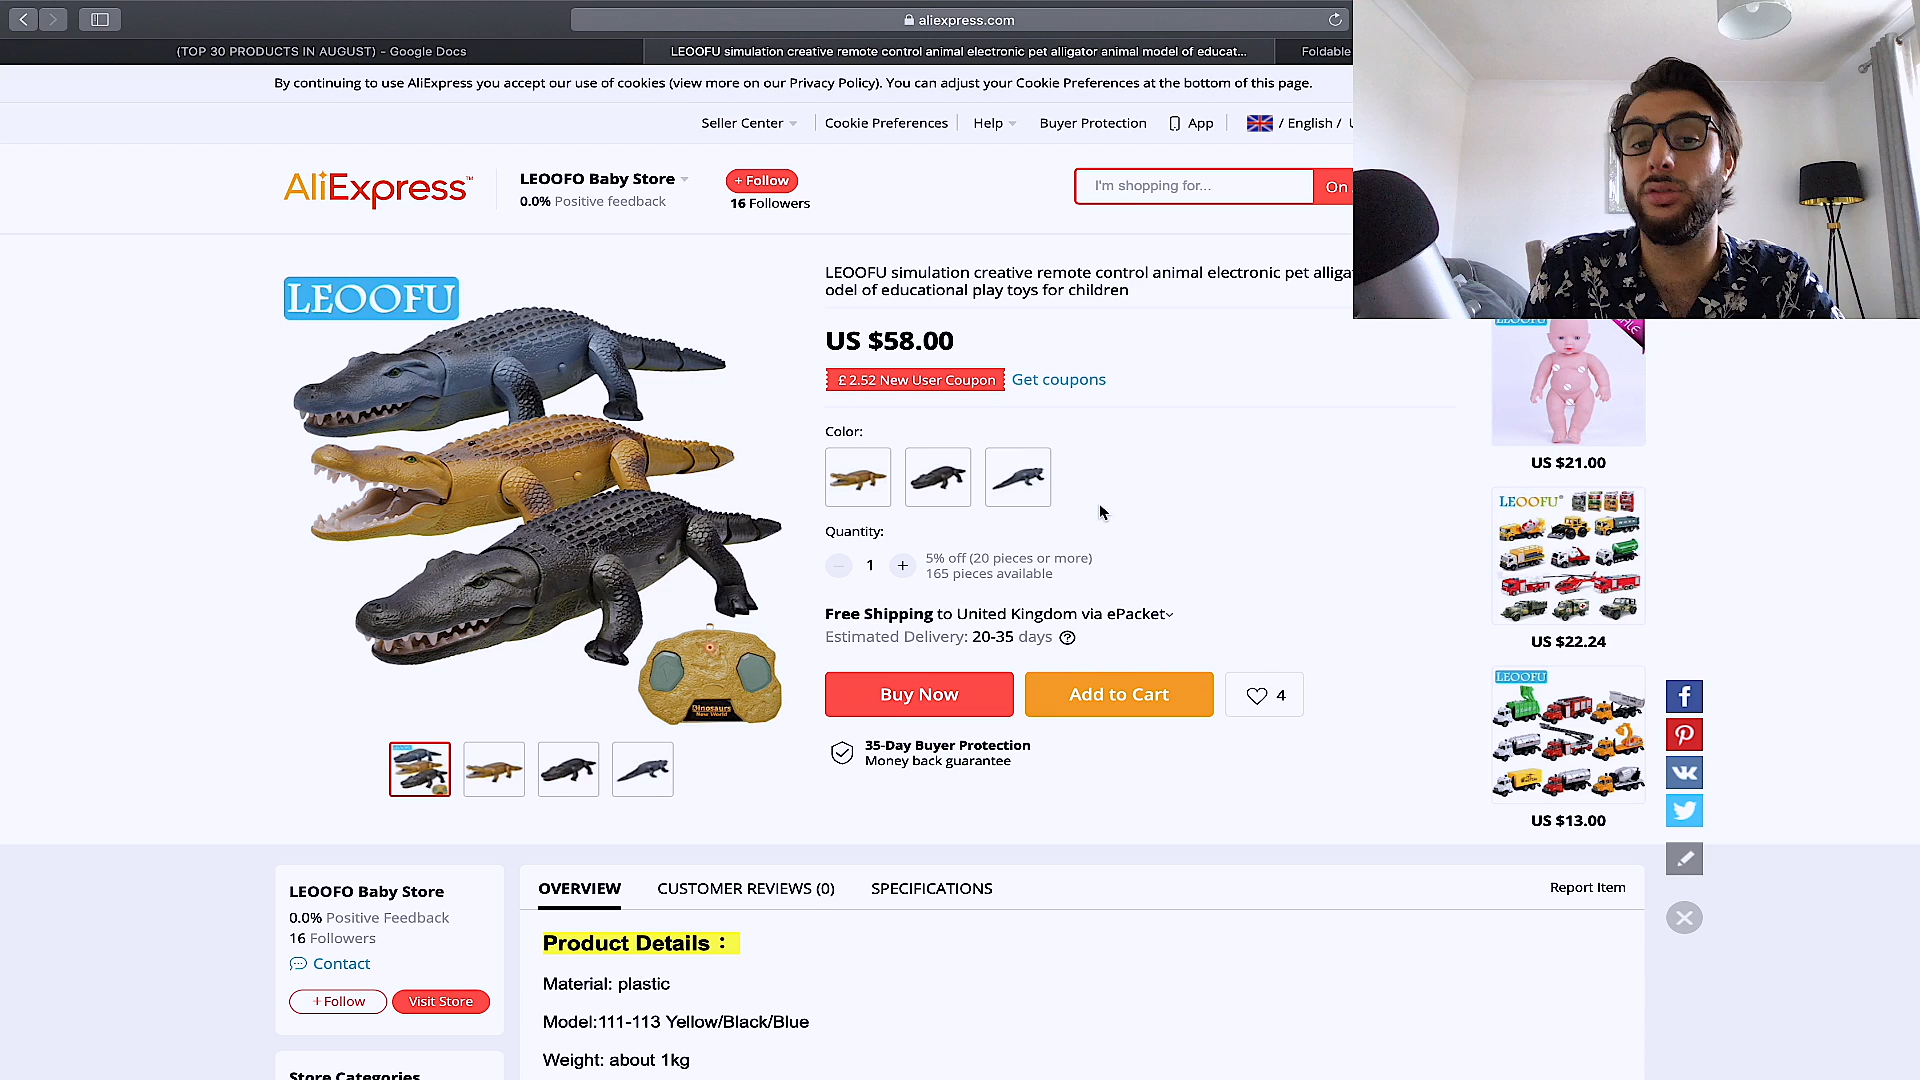 aliexpress.com
(TOP 30 PRODUCTS IN AUGUST) - Google Docs
LEOOFU simulation creative remote control animal electronic pet alligator animal model of educat...
Foldable
By continuing to use AliExpress you accept our use of cookies (view more on our Privacy Policy). You can adjust your Cookie Preferences at the bottom of this page.
Seller Center
Cookie Preferences
Help
Buyer Protection
App
/ English /
AliExpress™
LEOOFO Baby Store
0.0% Positive feedback
+ Follow
16 Followers
I'm shopping for...
On
LEOOFU
LEOOFU simulation creative remote control animal electronic pet alliga
odel of educational play toys for children
US $58.00
£ 2.52 New User Coupon Get coupons
Color:
Quantity:
1
+
5% off (20 pieces or more)
165 pieces available
Free Shipping to United Kingdom via ePacket
Estimated Delivery: 20-35 days
Buy Now
Add to Cart
4
35-Day Buyer Protection
Money back guarantee
Dinosaurs
New World
US $21.00
LEOOFU®
US $22.24
LEOOFU
US $13.00
LEOOFO Baby Store
0.0% Positive Feedback
16 Followers
Contact
+ Follow
Visit Store
Store Categories
OVERVIEW
CUSTOMER REVIEWS (0)
SPECIFICATIONS
Report Item
Product Details：
Material: plastic
Model:111-113 Yellow/Black/Blue
Weight: about 1kg